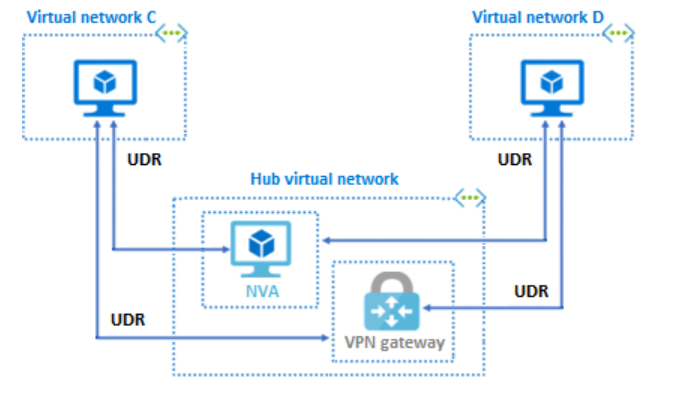 Virtual network C
Virtual network D
UDR
UDR
Hub virtual network
NVA
UDR
UDR
VPN gateway